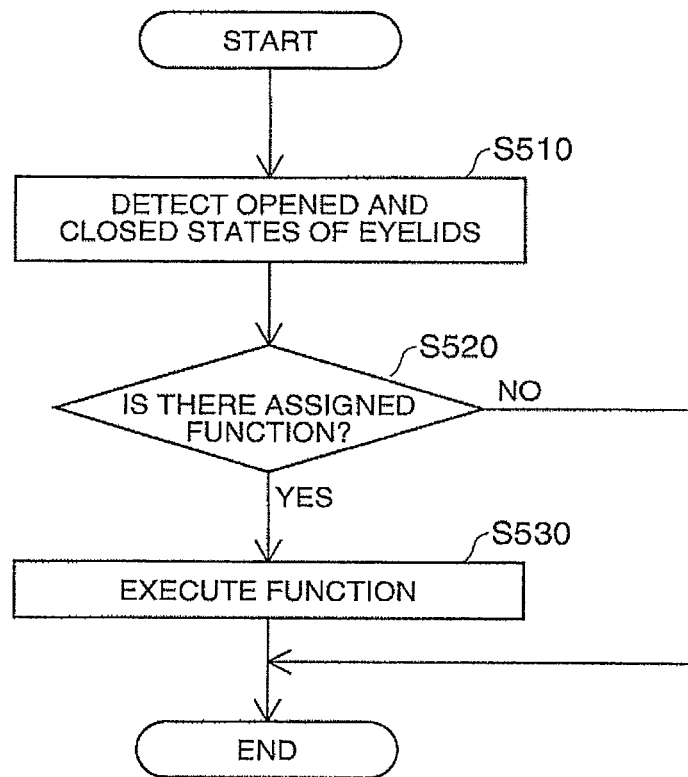 START
S510
DETECT OPENED AND
CLOSED STATES OF EYELIDS
S520
IS THERE ASSIGNED
FUNCTION?
NO
YES
S530
EXECUTE FUNCTION
END